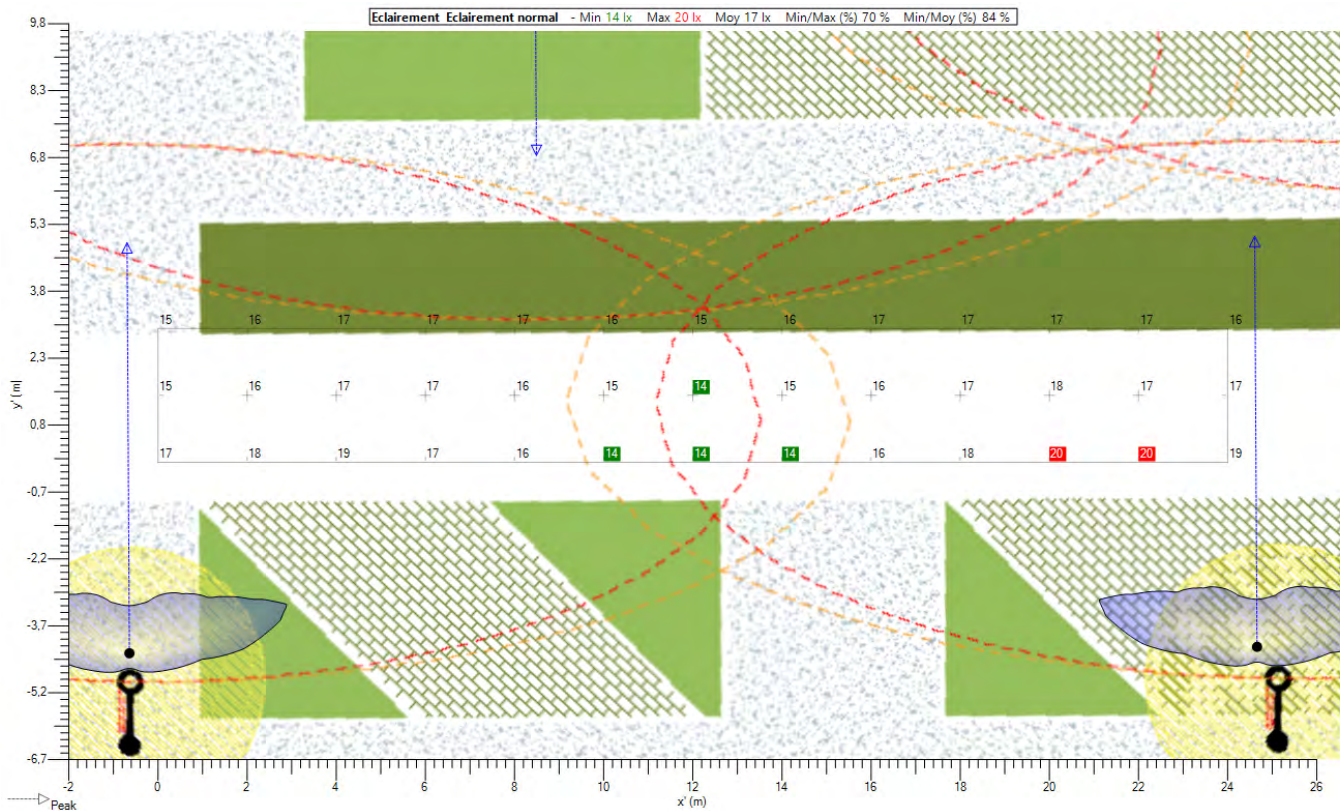 Eclairement Eclairement normal - Min 14 lx Max 20 lx Moy 17 lx Min/Max (%) 70 % Min/Moy (%) 84 %
9.8
8.3
6.8
5.3
3.8
15 16 17 17 17 16 15 16 17 17 17 17 16
2.3
15 16 17 17 16 15 14 15 16 17 18 17 17
y' (m)
0.8
17 18 19 17 16 14 14 14 16 18 20 20 19
-0.7
-2.2
-3.7
-5.2
-6.7
-2 0 2 4 6 8 10 12 14 16 18 20 22 24 26
x' (m)
Peak